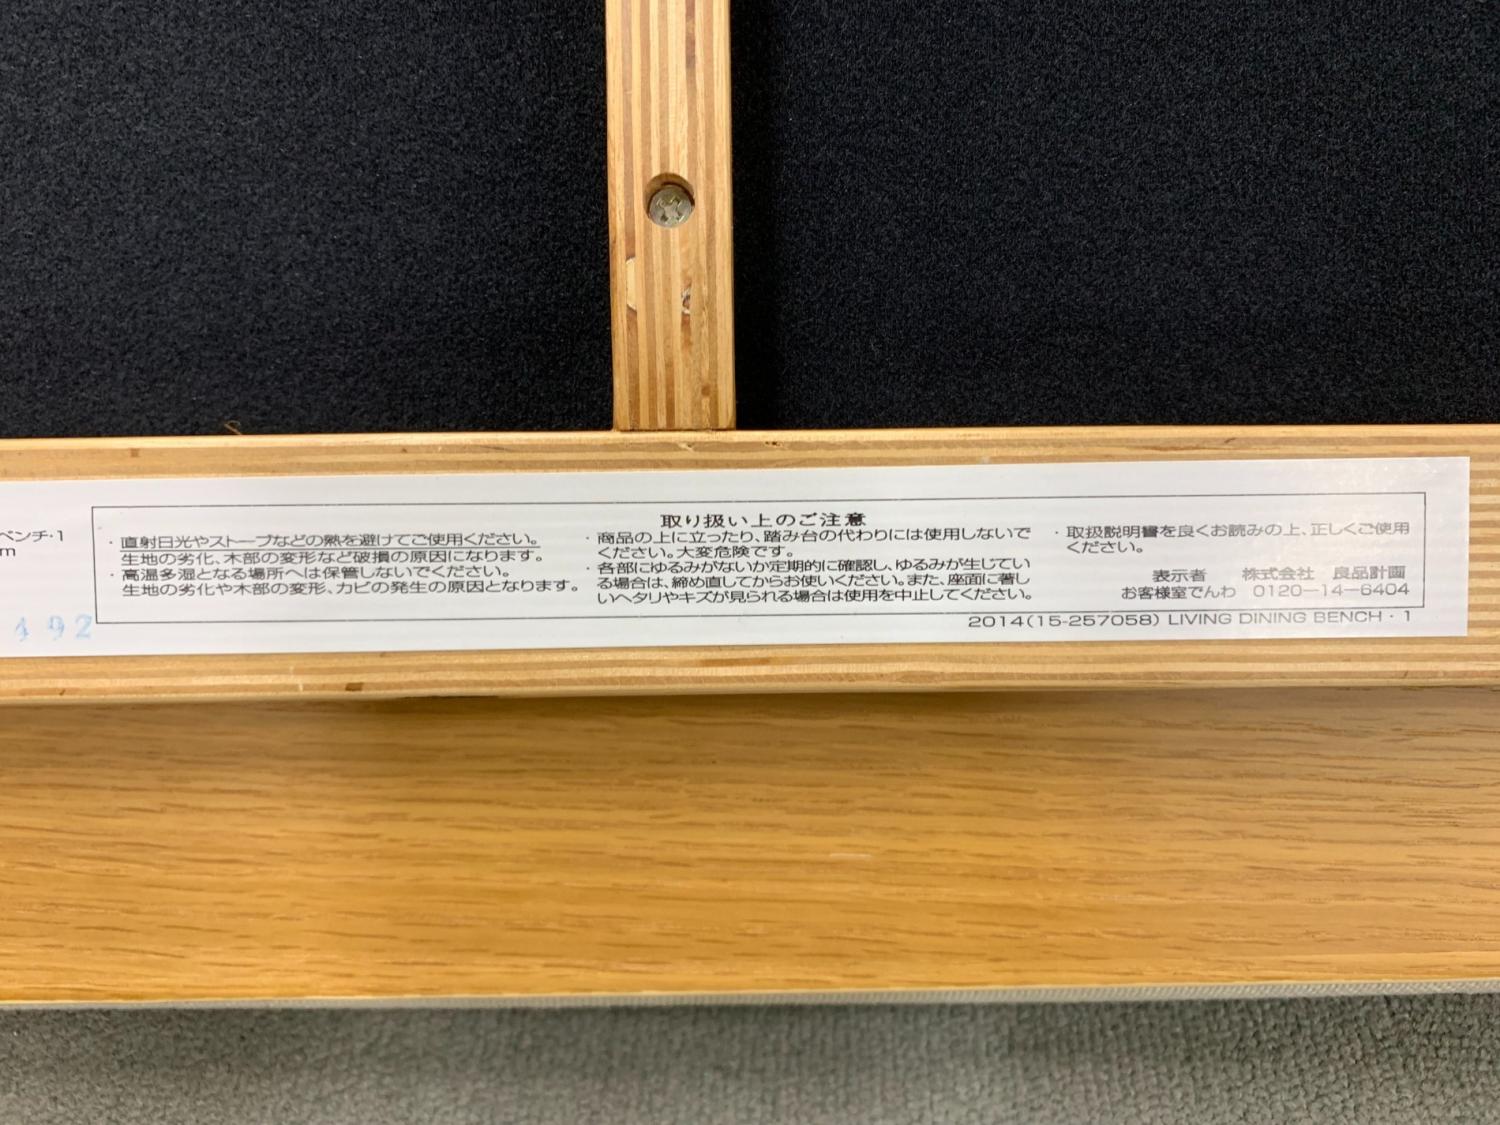 ベンチ・1
m
492
取り扱い上のご注意
・直射日光やストーブなどの熱を避けてご使用ください。
生地の劣化、木部の変形など破損の原因になります。
・高温多湿となる場所へは保管しないでください。
生地の劣化や木部の変形、カビの発生の原因となります。
・商品の上に立ったり、踏み台の代わりには使用しないで
ください。大変危険です。
・各部にゆるみがないか定期的に確認し、ゆるみが生じてい
る場合は、締め直してからお使いください。また、座面に著し
いヘタリやキズが見られる場合は使用を中止してください。
・取扱説明書を良くお読みの上、正しくご使用
ください。
表示者 株式会社 良品計画
お客様室でんわ 0120-14-6404
2014(15-257058) LIVING DINING BENCH・1